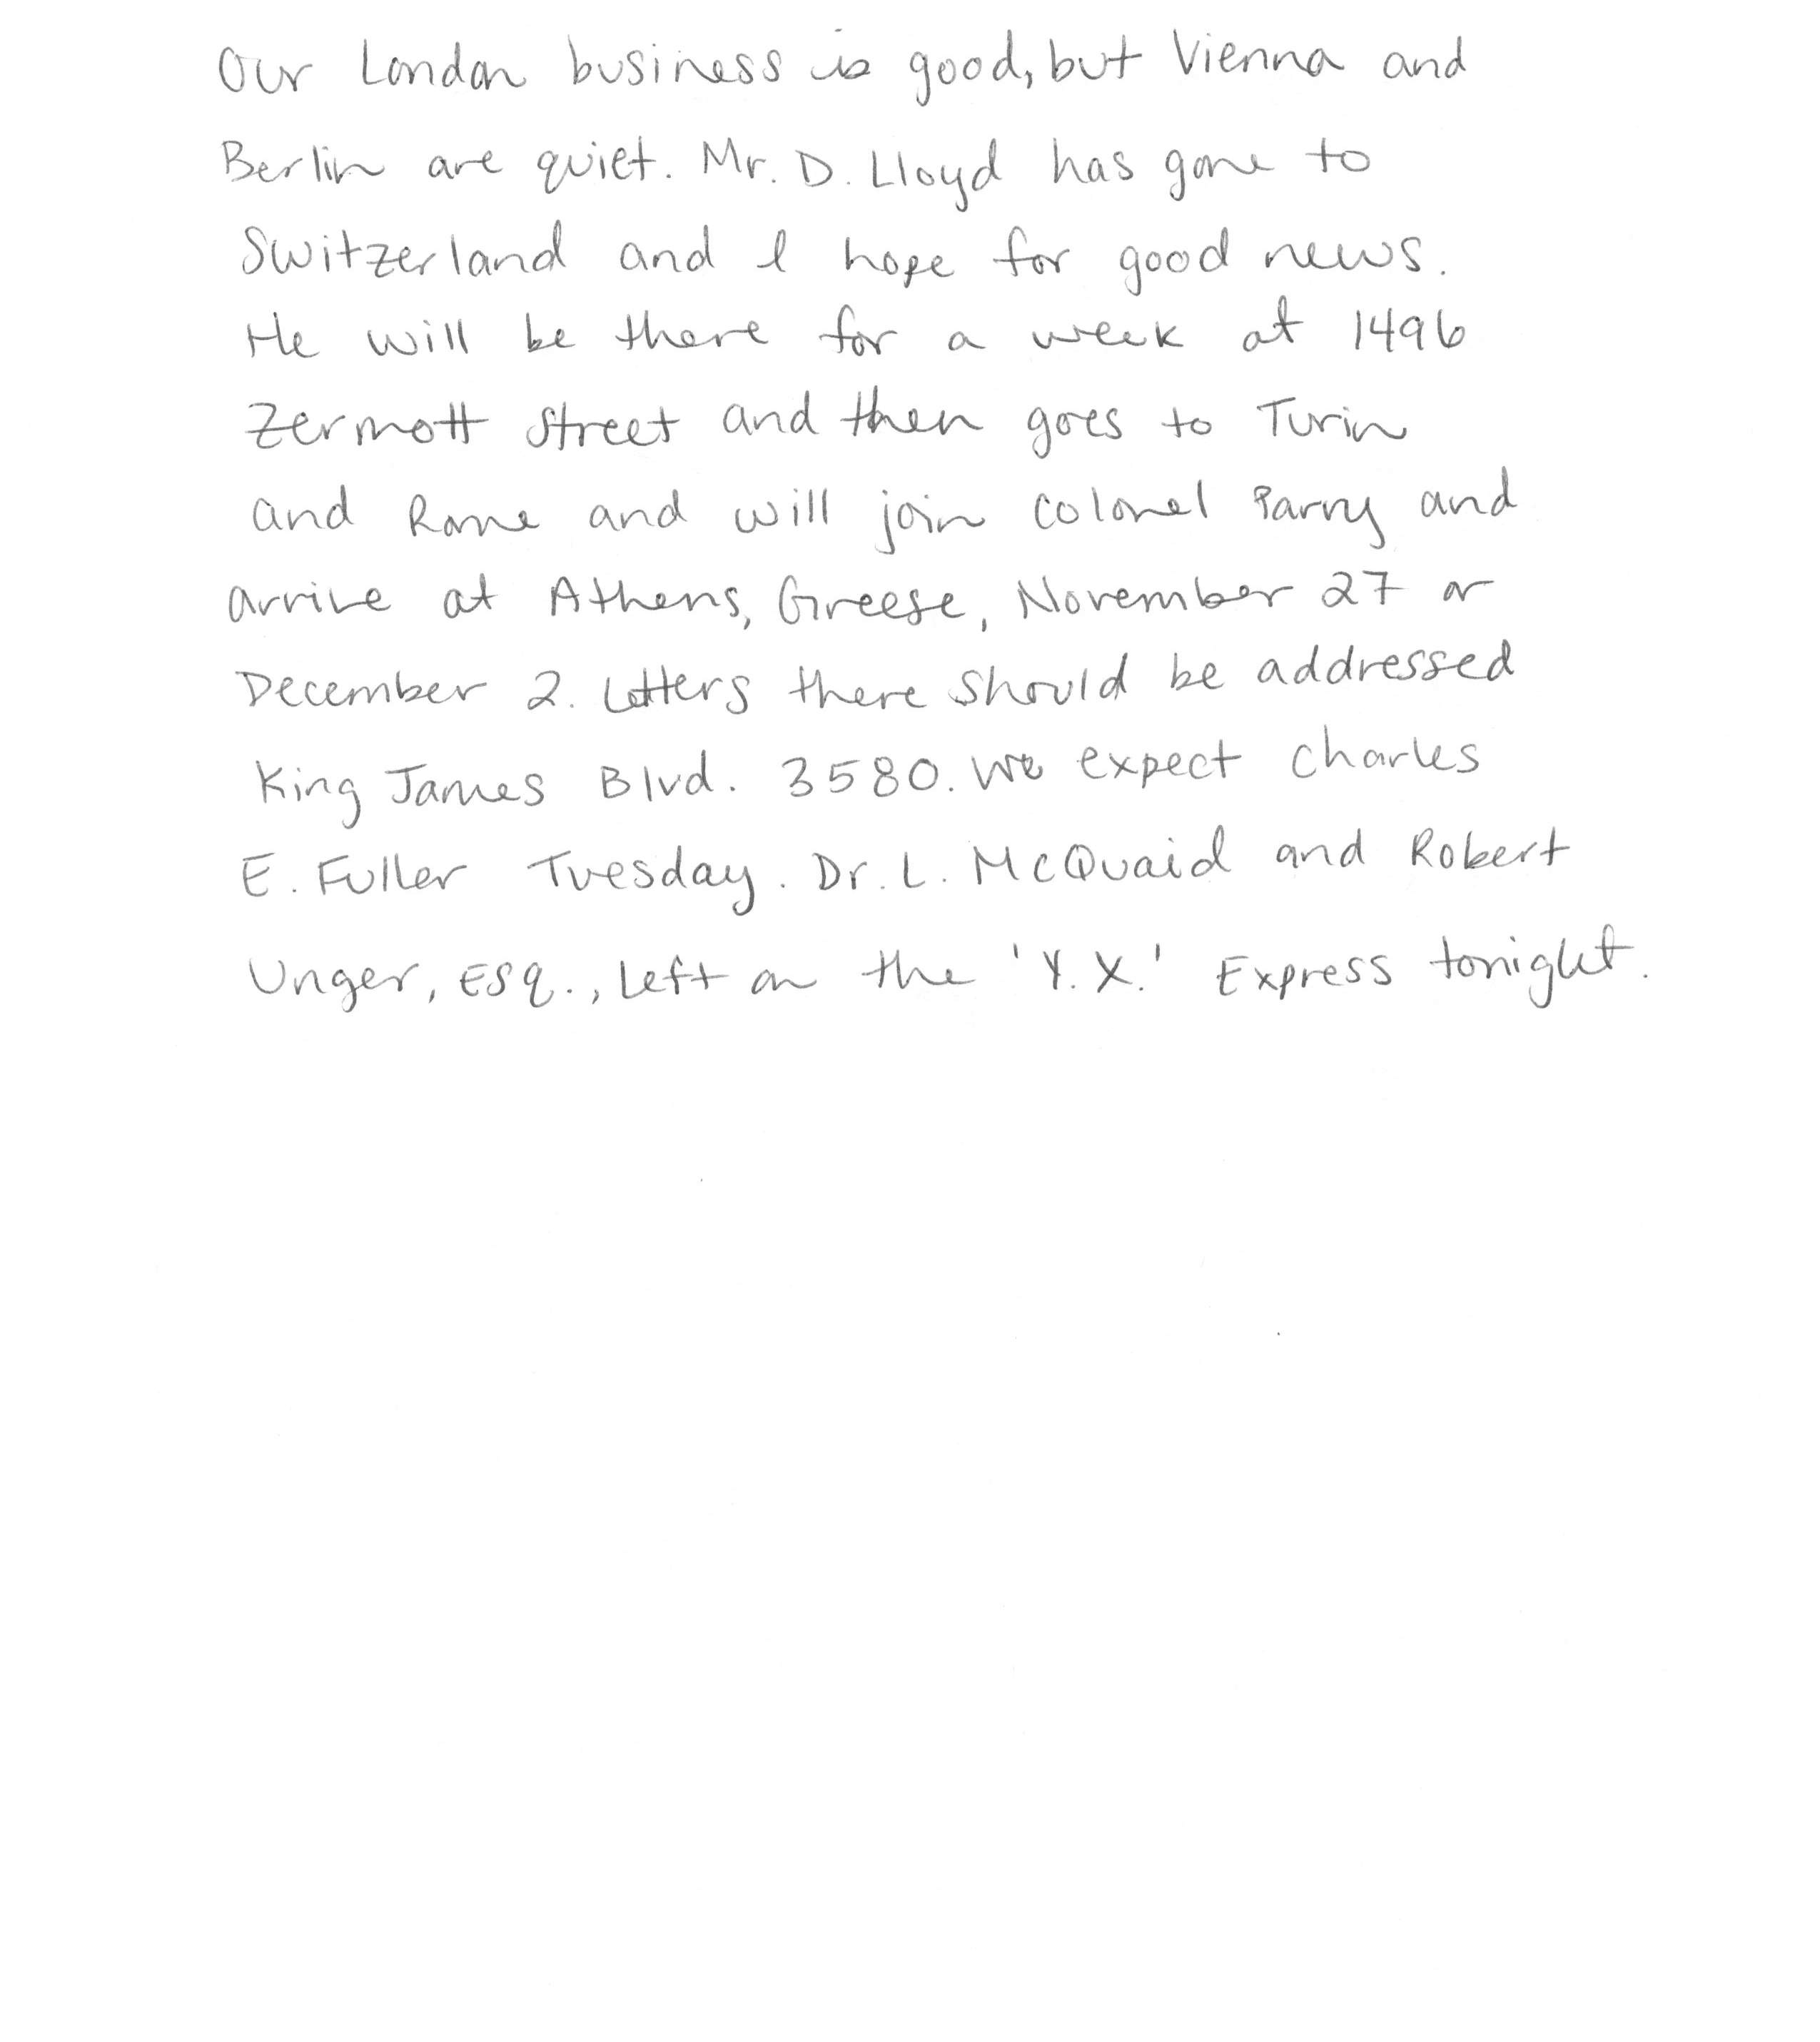 Our London business is good, but Vienna and
Berlin are quiet. Mr. D. Lloyd has gone to
Switzerland and I hope for good news.
He will be there for a week at 1496
Zermott street and then goes to Turin
and Rome and will join colonel Parry and
arrive at Athens, Greese, November 27 or
December 2. Letters there should be addressed
King James Blvd. 3580. We expect Charles
E. Fuller Tuesday. Dr. L. McQuaid and Robert
Unger, Esq., Left on the 'Y.X.' Express tonight.